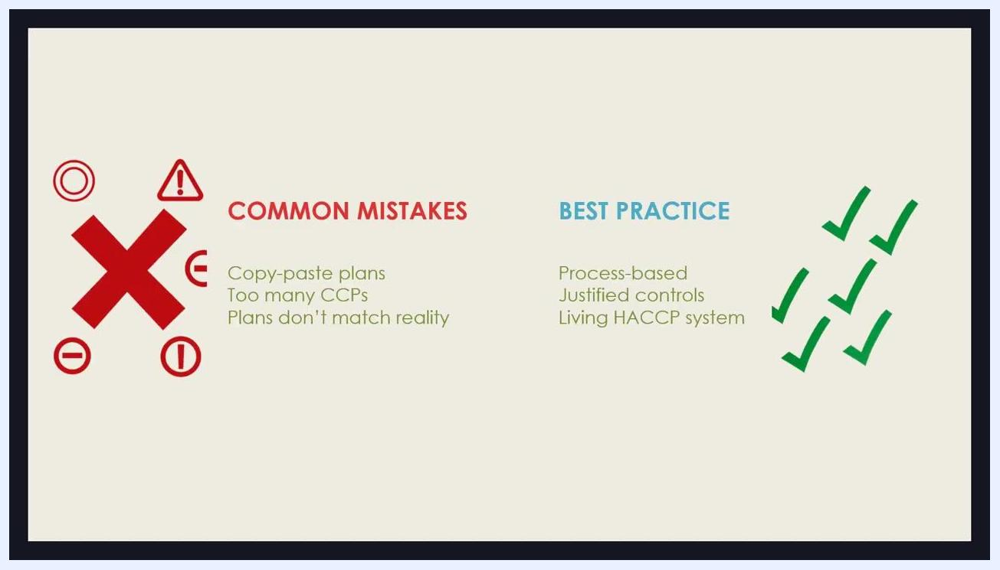 COMMON MISTAKES
Copy-paste plans
Too many CCPs
Plans don’t match reality
BEST PRACTICE
Process-based
Justified controls
Living HACCP system